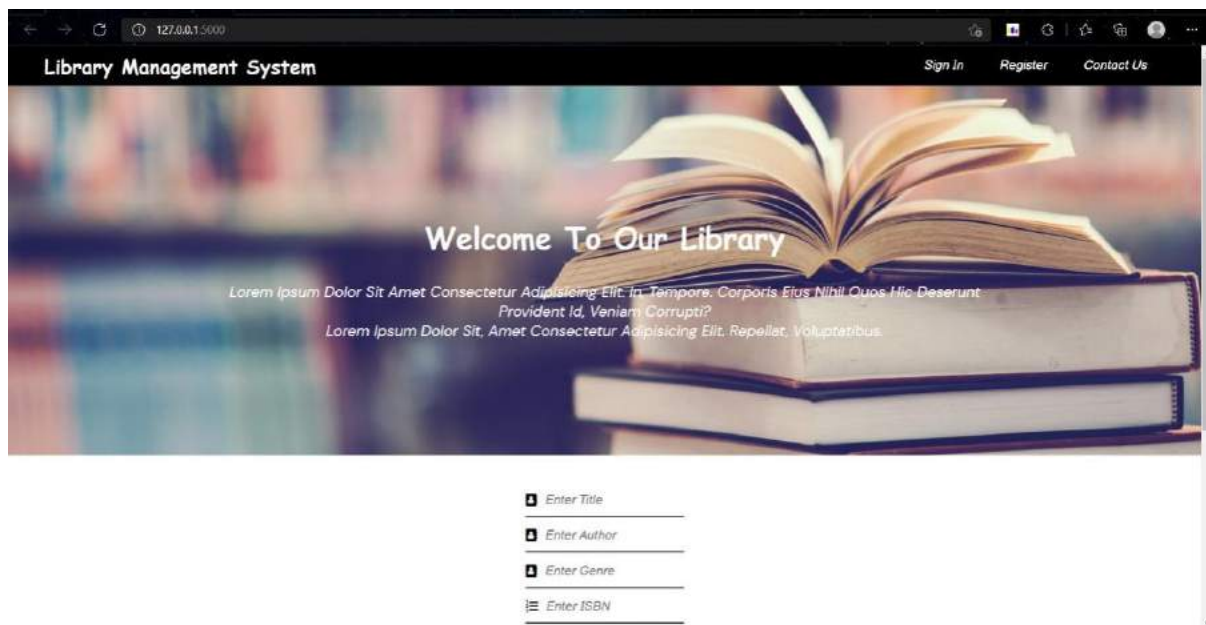 127.0.0.1:5000
Library Management System
Sign In Register Contact Us
Welcome To Our Library
Lorem Ipsum Dolor Sit Amet Consectetur Adipisicing Elit. In, Tempore. Corporis Eius Nihil Quos Hic Deserunt
Provident Id, Veniam Corrupti?
Lorem Ipsum Dolor Sit, Amet Consectetur Adipisicing Elit. Repellat, Voluptatibus.
Enter Title
Enter Author
Enter Genre
Enter ISBN